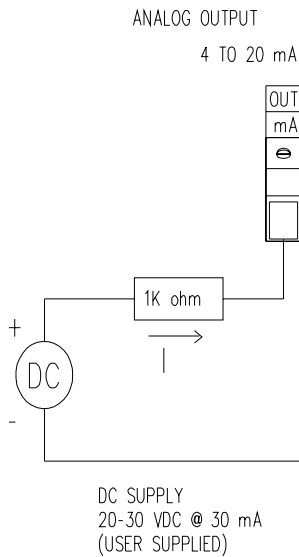 ANALOG OUTPUT
4 TO 20 mA
OUT
mA
1K ohm
I
+
DC
-
DC SUPPLY
20-30 VDC @ 30 mA
(USER SUPPLIED)